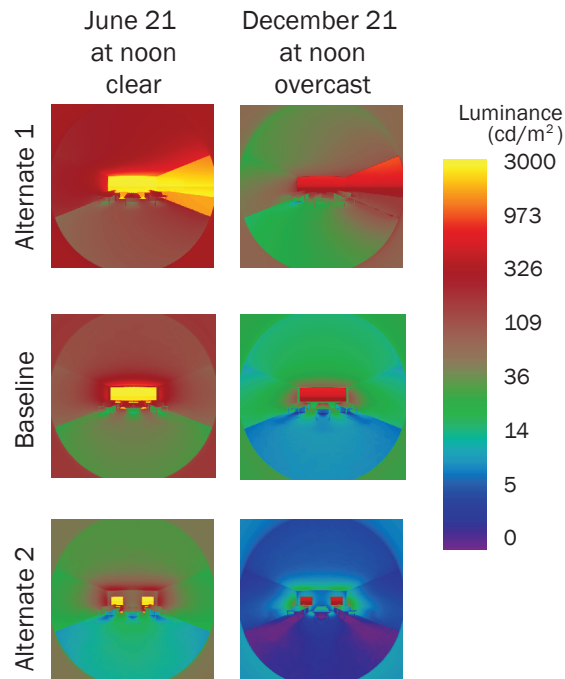 June 21
at noon
clear
December 21
at noon
overcast
Luminance
(cd/m²)
Alternate 1
3000
973
326
109
Baseline
36
14
5
0
Alternate 2